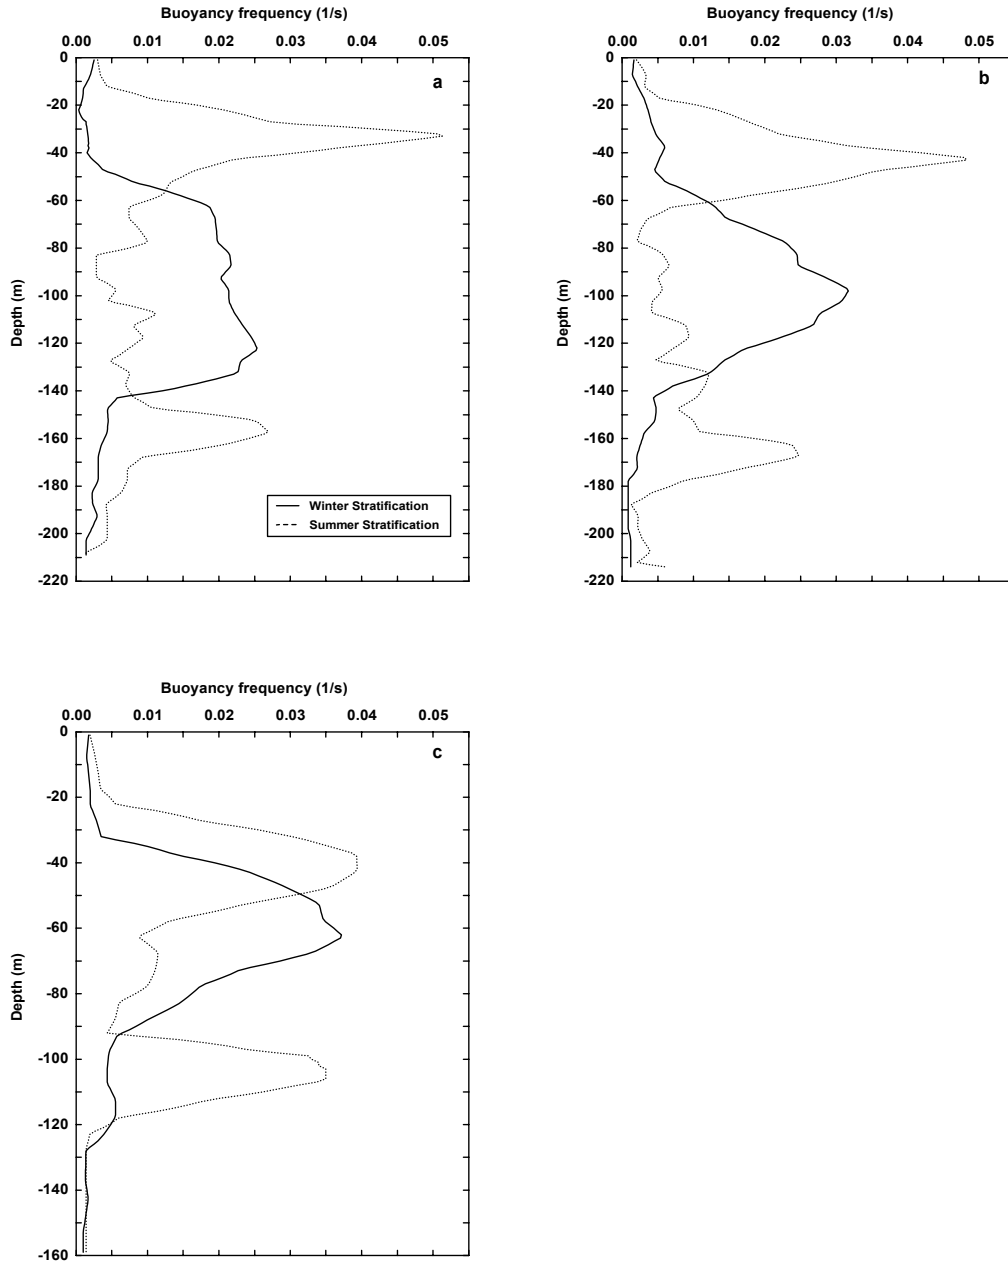 Buoyancy frequency (1/s)
0.00 0.01 0.02 0.03 0.04 0.05
0
-20
-40
-60
-80
-100
-120
-140
-160
-180
-200
-220
Depth (m)
a
Winter Stratification
Summer Stratification
Buoyancy frequency (1/s)
0.00 0.01 0.02 0.03 0.04 0.05
0
-20
-40
-60
-80
-100
-120
-140
-160
-180
-200
-220
Depth (m)
b
Buoyancy frequency (1/s)
0.00 0.01 0.02 0.03 0.04 0.05
0
-20
-40
-60
-80
-100
-120
-140
-160
Depth (m)
c